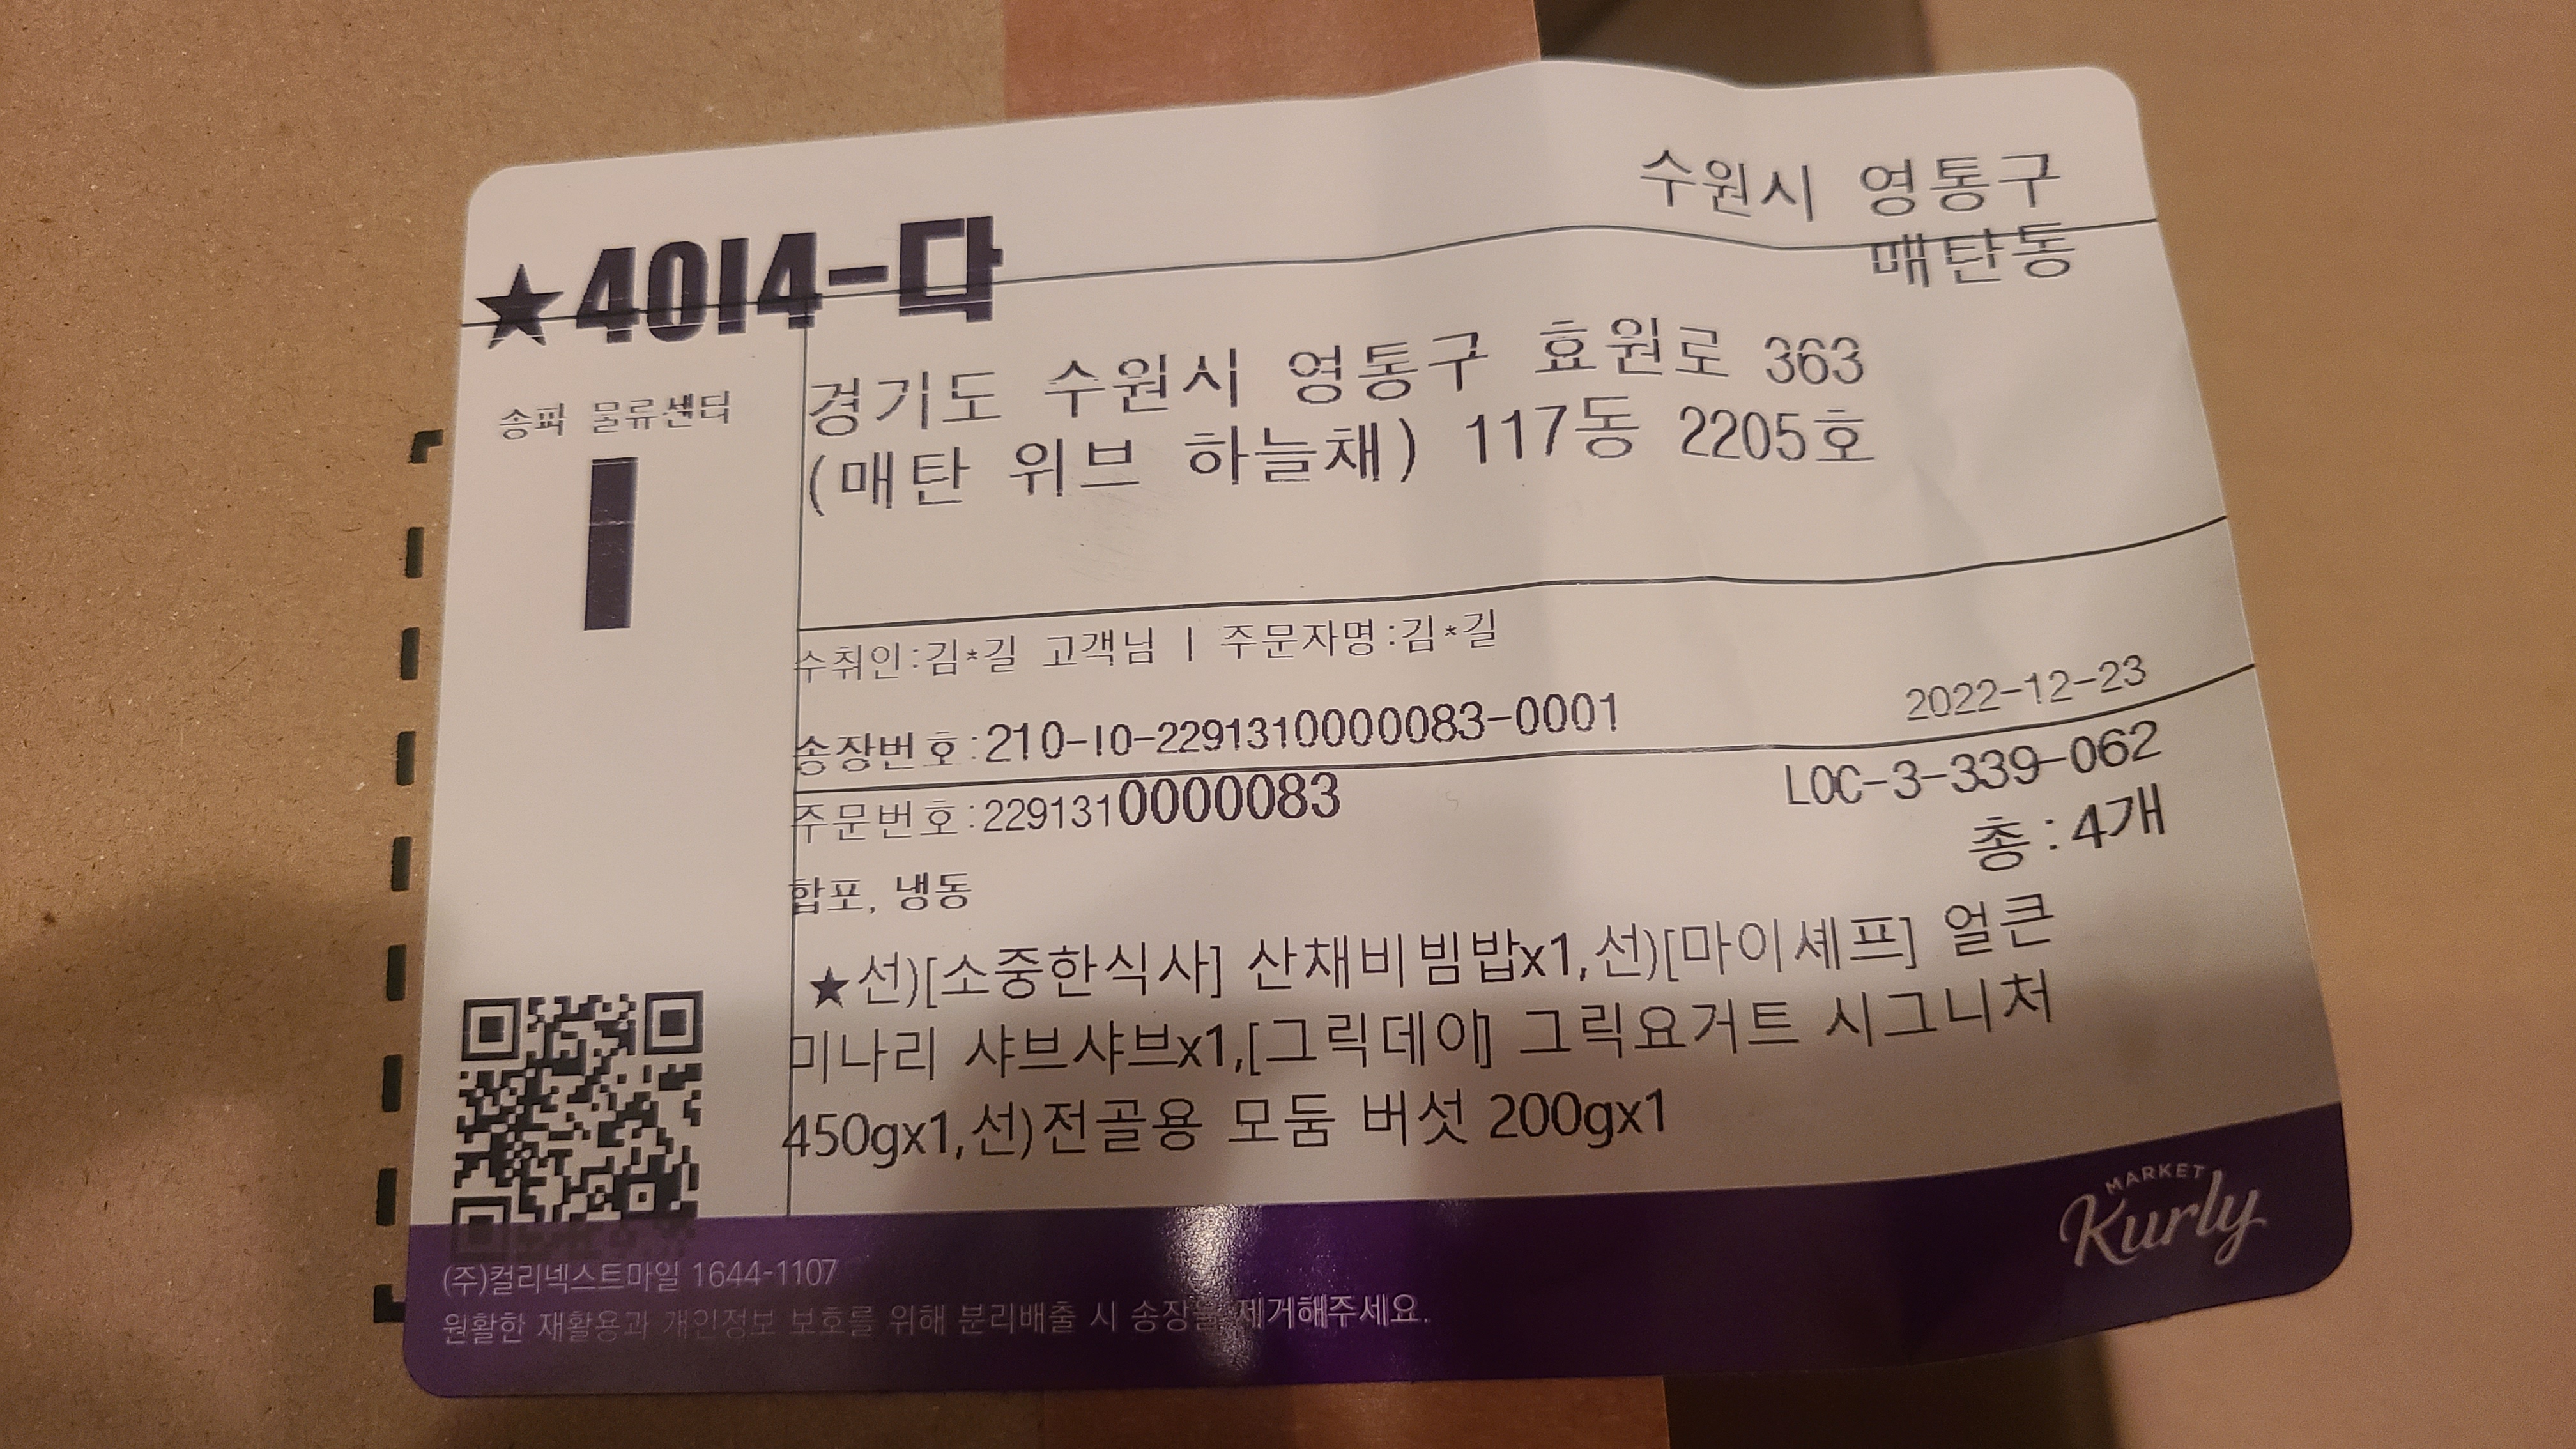 ★4014-다
수원시 영통구
매탄동
송파 물류센터
경기도 수원시 영통구 효원로 363
(매탄 위브 하늘채) 117동 2205호
수취인:김*길 고객님 | 주문자명:김*길
2022-12-23
송장번호:210-10-2291310000083-0001
주문번호:2291310000083
LOC-3-339-062
합포, 냉동
총:4개
★선)[소중한식사] 산채비빔밥x1,선)[마이셰프] 얼큰
미나리 샤브샤브x1,[그릭데이] 그릭요거트 시그니처
450gx1,선)전골용 모둠 버섯 200gx1
(주)컬리넥스트마일 1644-1107
원활한 재활용과 개인정보 보호를 위해 분리배출 시 송장을 제거해주세요.
MARKET
Kurly